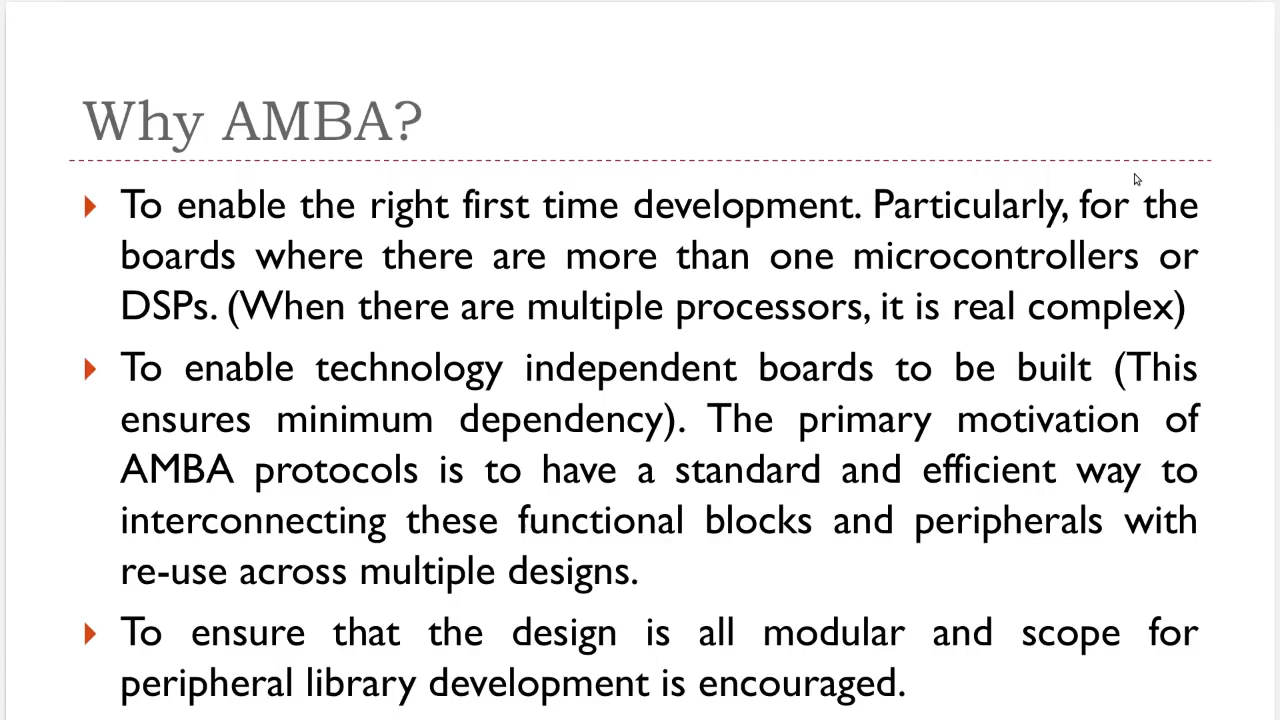 Why AMBA?
To enable the right first time development. Particularly, for the
boards where there are more than one microcontrollers or
DSPs. (When there are multiple processors, it is real complex)
To enable technology independent boards to be built (This
ensures minimum dependency). The primary motivation of
AMBA protocols is to have a standard and efficient way to
interconnecting these functional blocks and peripherals with
re-use across multiple designs.
To ensure that the design is all modular and scope for
peripheral library development is encouraged.